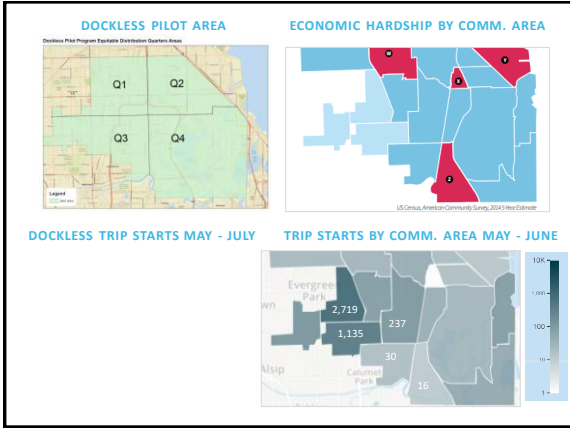 DOCKLESS PILOT AREA
Dockless Pilot Program Equitable Distribution Quarters Areas
Q1
Q2
Q3
Q4
Legend
ECONOMIC HARDSHIP BY COMM. AREA
W
Y
X
Z
US Census, American Community Survey, 2014 5-Year Estimate
DOCKLESS TRIP STARTS MAY - JULY
TRIP STARTS BY COMM. AREA MAY - JUNE
Evergreen
Park
2,719
1,135
237
30
Calumet
Park
16
Alsip
10K
1,000
100
10
1